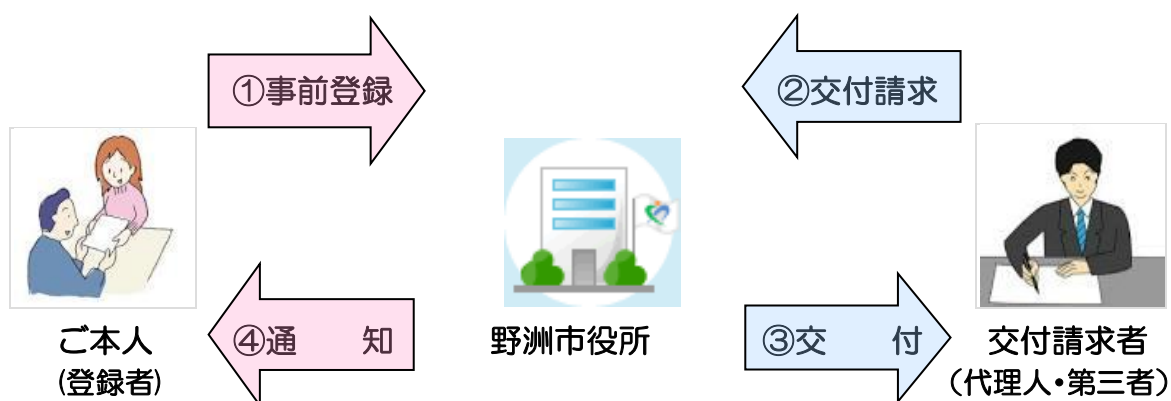 ①事前登録
②交付請求
ご本人
(登録者)
④通　　知
野洲市役所
③交　　付
交付請求者
（代理人・第三者）